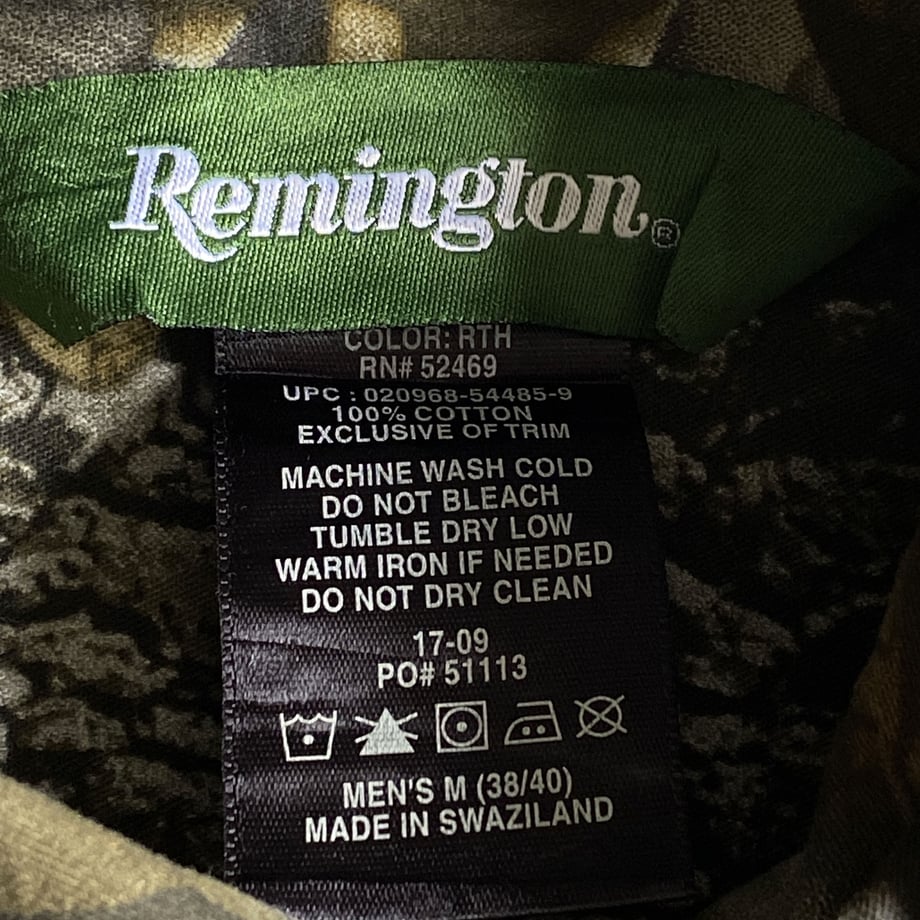 Remington®
COLOR: RTH
RN# 52469
UPC : 020968-54485-9
100% COTTON
EXCLUSIVE OF TRIM
MACHINE WASH COLD
DO NOT BLEACH
TUMBLE DRY LOW
WARM IRON IF NEEDED
DO NOT DRY CLEAN
17-09
PO# 51113
MEN'S M (38/40)
MADE IN SWAZILAND